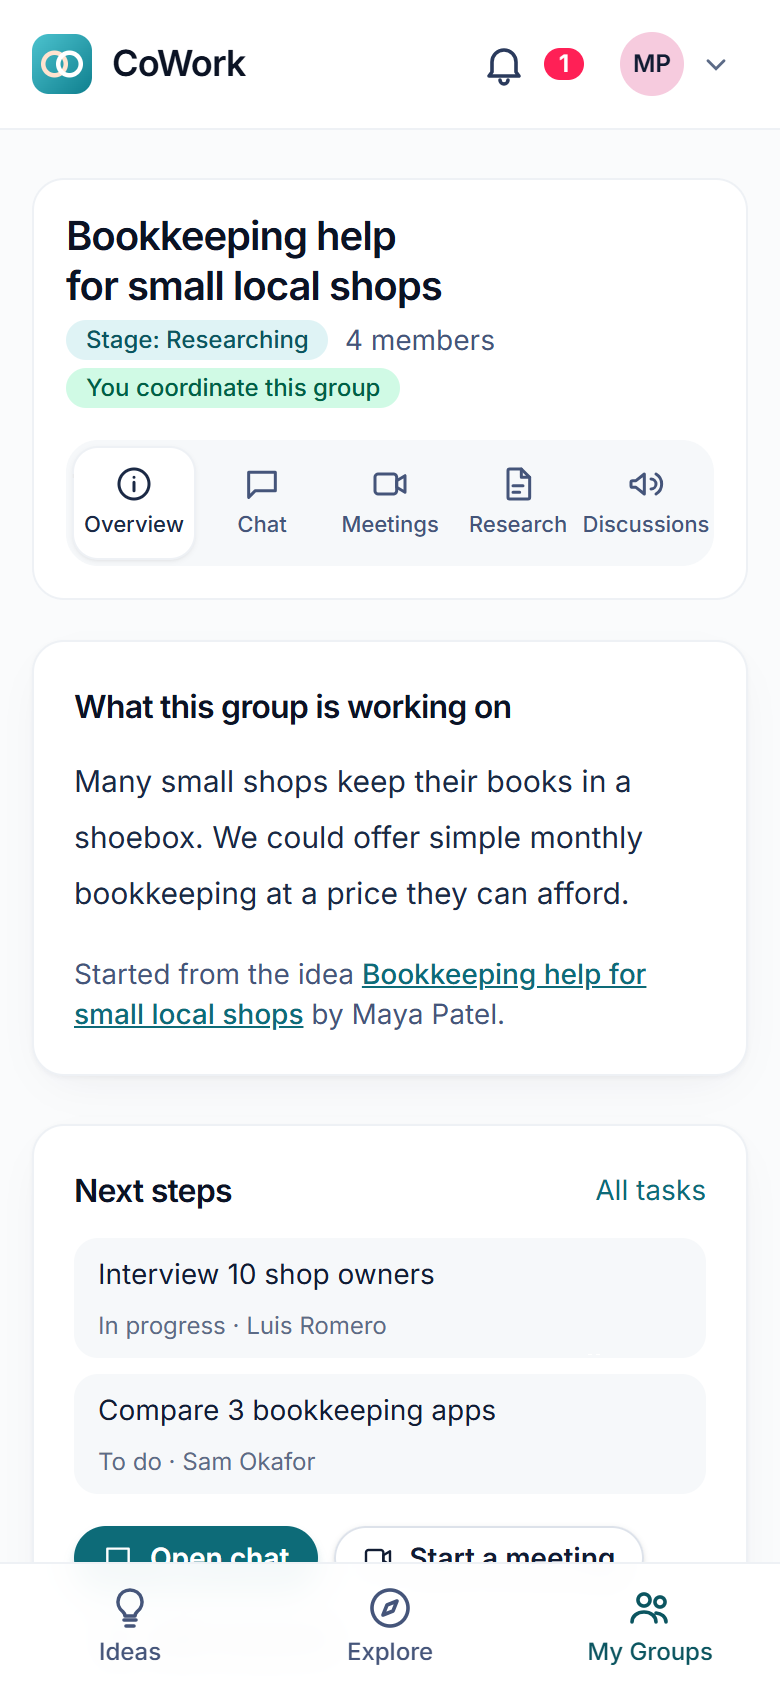 CoWork
1
MP
Bookkeeping help
for small local shops
Stage: Researching
4 members
You coordinate this group
Overview
Chat
Meetings
Research
Discussions
What this group is working on
Many small shops keep their books in a
shoebox. We could offer simple monthly
bookkeeping at a price they can afford.
Started from the idea Bookkeeping help for
small local shops by Maya Patel.
Next steps
All tasks
Interview 10 shop owners
In progress · Luis Romero
Compare 3 bookkeeping apps
To do · Sam Okafor
Open chat
Start a meeting
Ideas
Explore
My Groups